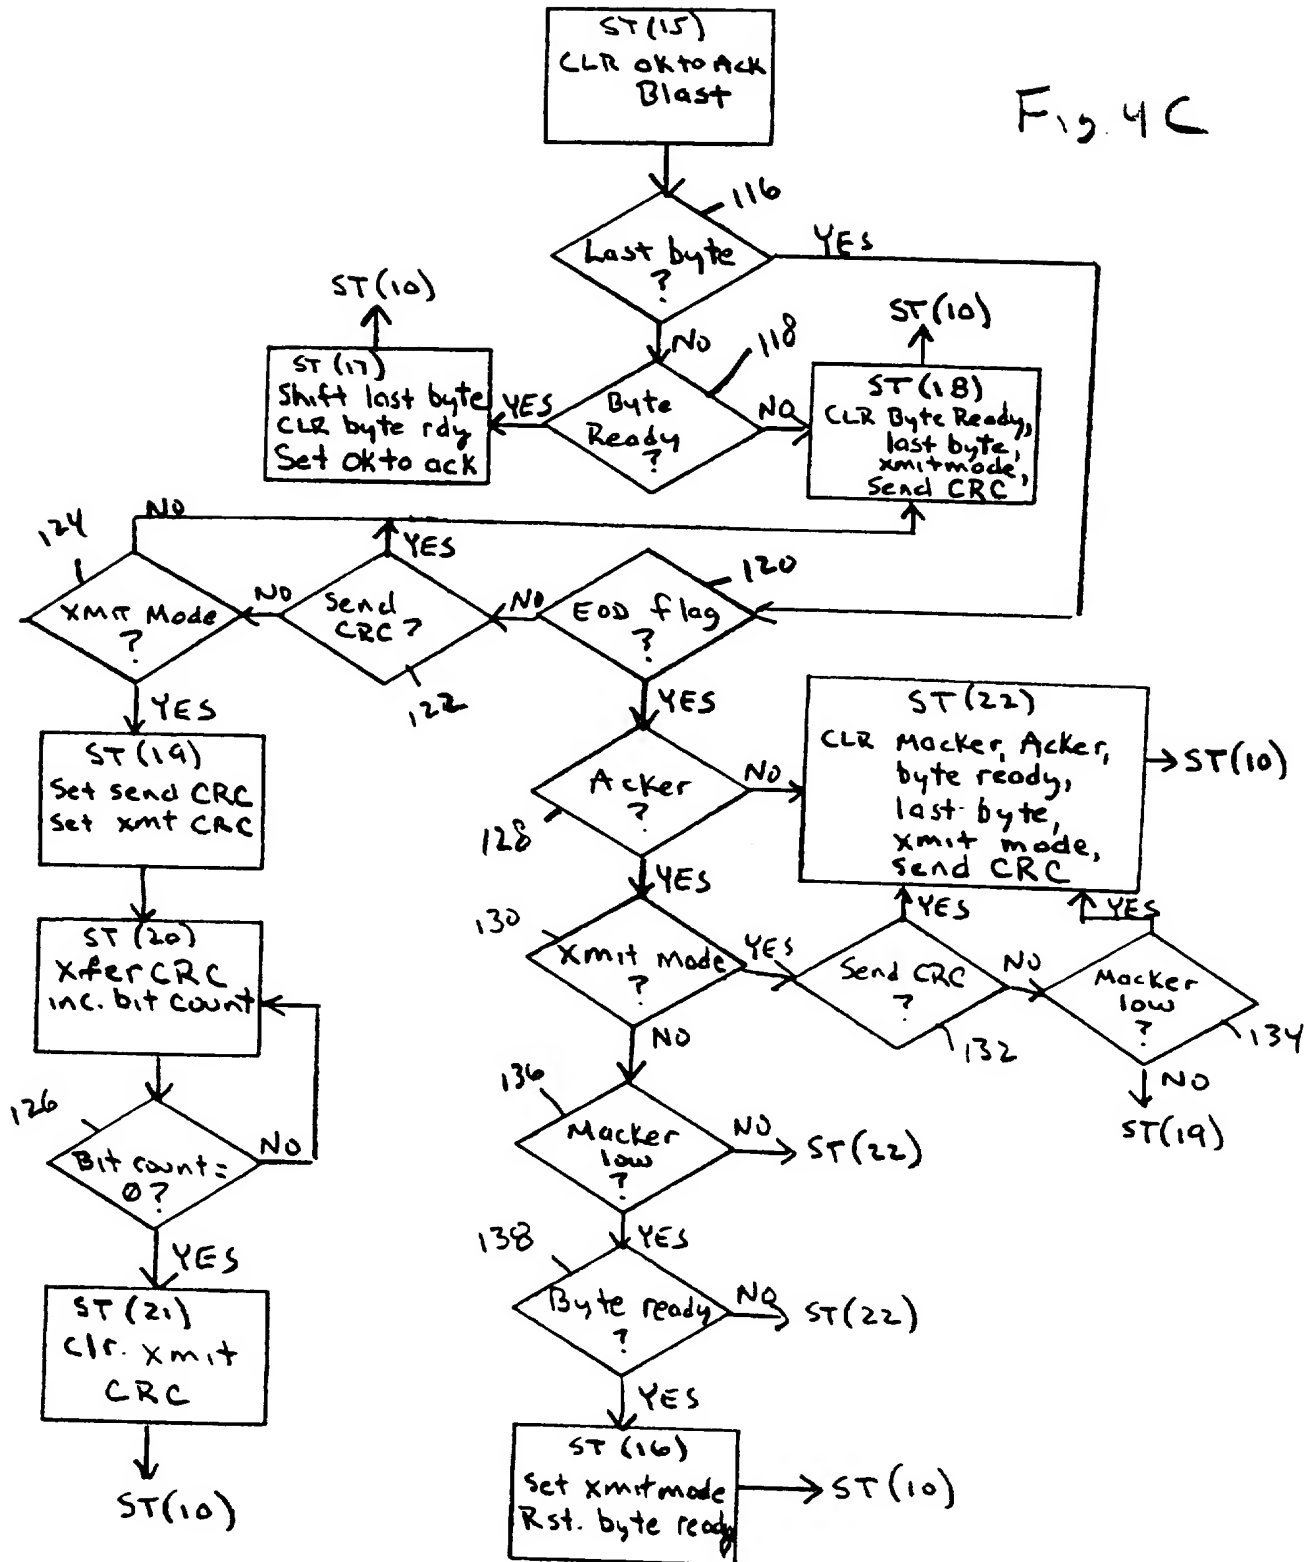 ST(15)
CLR ok to Ack
Blast
Fig. 4C
116
Last byte
?
YES
NO
ST(10)
ST(17)
Shift last byte
CLR byte rdy
Set ok to ack
YES
Byte
Ready
?
118
NO
ST(10)
ST(18)
CLR Byte Ready,
last byte,
xmitmode,
Send CRC
124
NO
YES
Xmit Mode
?
NO
Send
CRC?
122
NO
EOD flag
?
120
YES
YES
ST(19)
Set send CRC
Set xmt CRC
Acker
?
128
NO
ST(22)
CLR Macker, Acker,
byte ready,
last byte,
xmit mode,
send CRC
ST(10)
YES
ST(20)
Xfer CRC
inc. bit count
130
Xmit mode
?
YES
Send CRC
?
132
YES
NO
Macker
low
?
134
YES
NO
ST(19)
NO
126
Bit count =
0?
NO
YES
136
Macker
low
?
NO
ST(22)
YES
138
Byte ready
?
NO
ST(22)
YES
ST(21)
Clr. xmit
CRC
ST(10)
ST(16)
Set xmitmode
Rst. byte ready
ST(10)